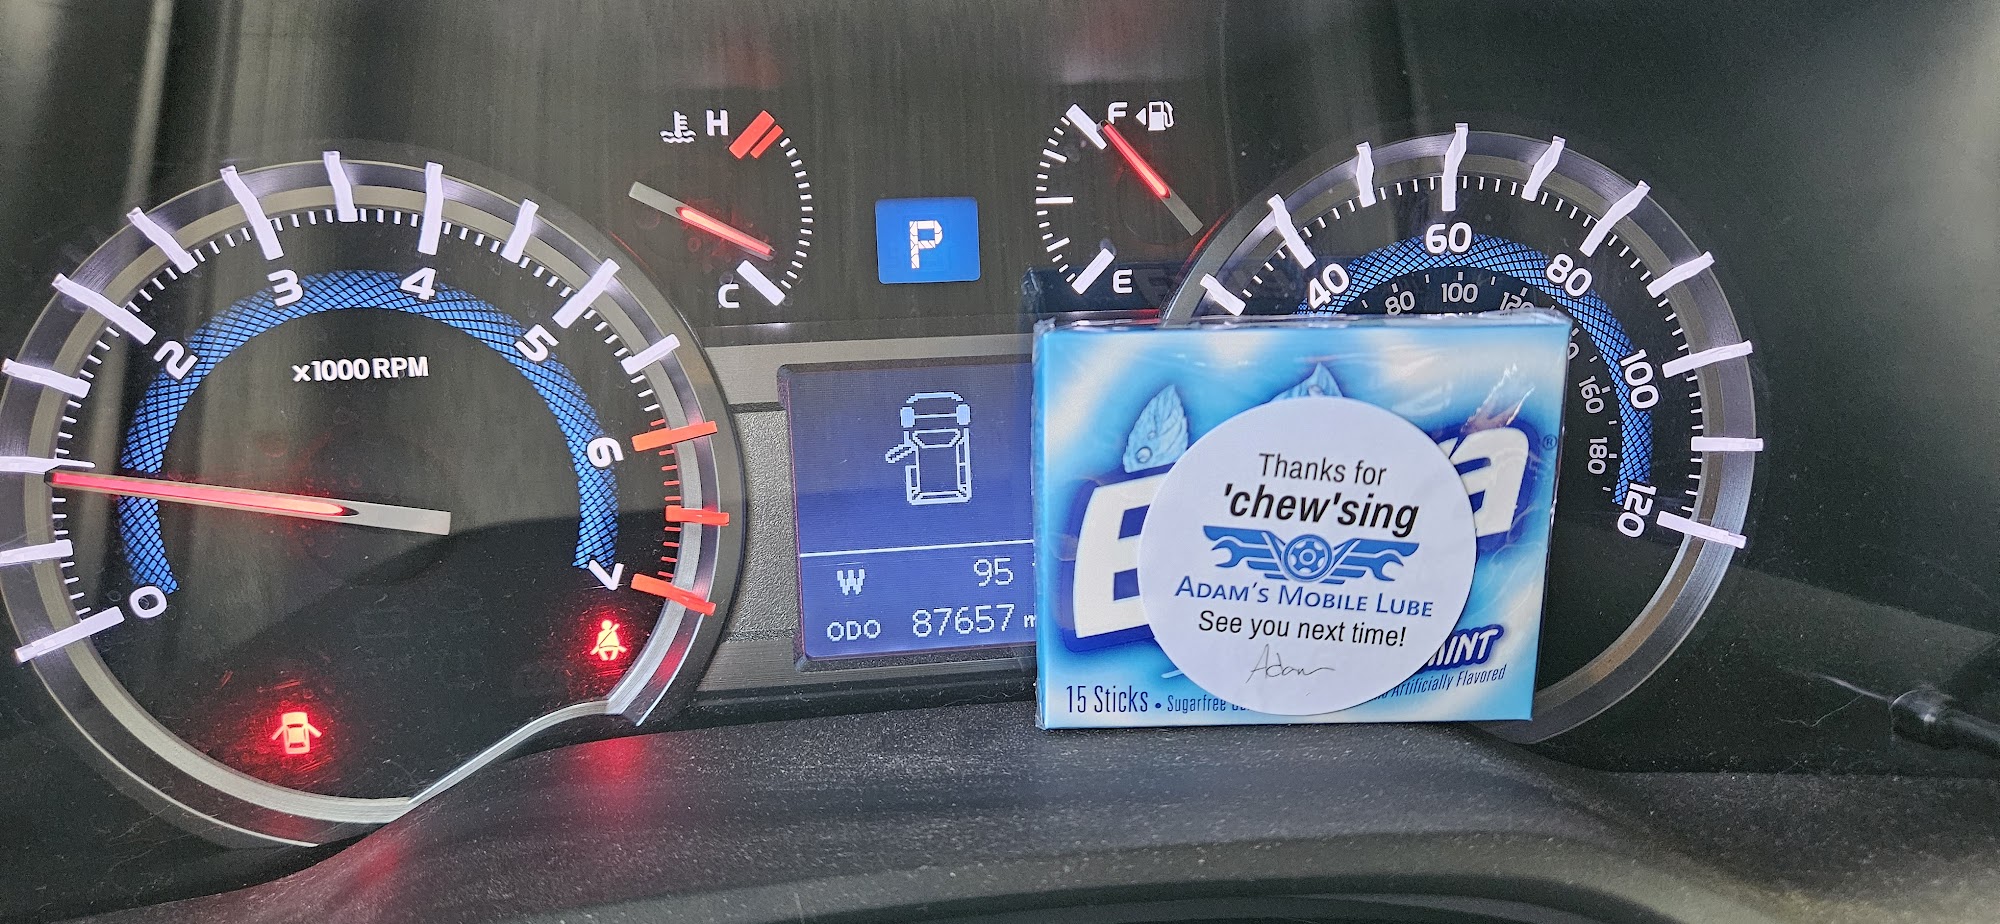 0
2
3
4
5
6
7
x1000 RPM
H
C
P
F
E
40
60
80
100
120
80
100
160
180
W 95
ODO 87657
Thanks for
'chew'sing
ADAM'S MOBILE LUBE
See you next time!
Adam
15 Sticks • Sugarfree
Artificially Flavored